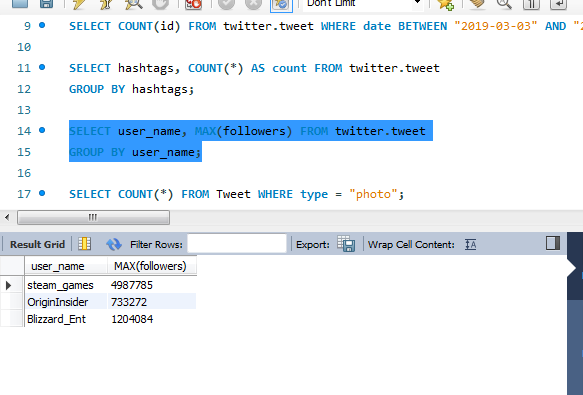 Don't Limit
9 SELECT COUNT(id) FROM twitter.tweet WHERE date BETWEEN "2019-03-03" AND "2
10
11 SELECT hashtags, COUNT(*) AS count FROM twitter.tweet
12 GROUP BY hashtags;
13
14 SELECT user_name, MAX(followers) FROM twitter.tweet
15 GROUP BY user_name;
16
17 SELECT COUNT(*) FROM Tweet WHERE type = "photo";
Result Grid Filter Rows: Export: Wrap Cell Content: IA
user_name MAX(followers)
steam_games 4987785
OriginInsider 733272
Blizzard_Ent 1204084